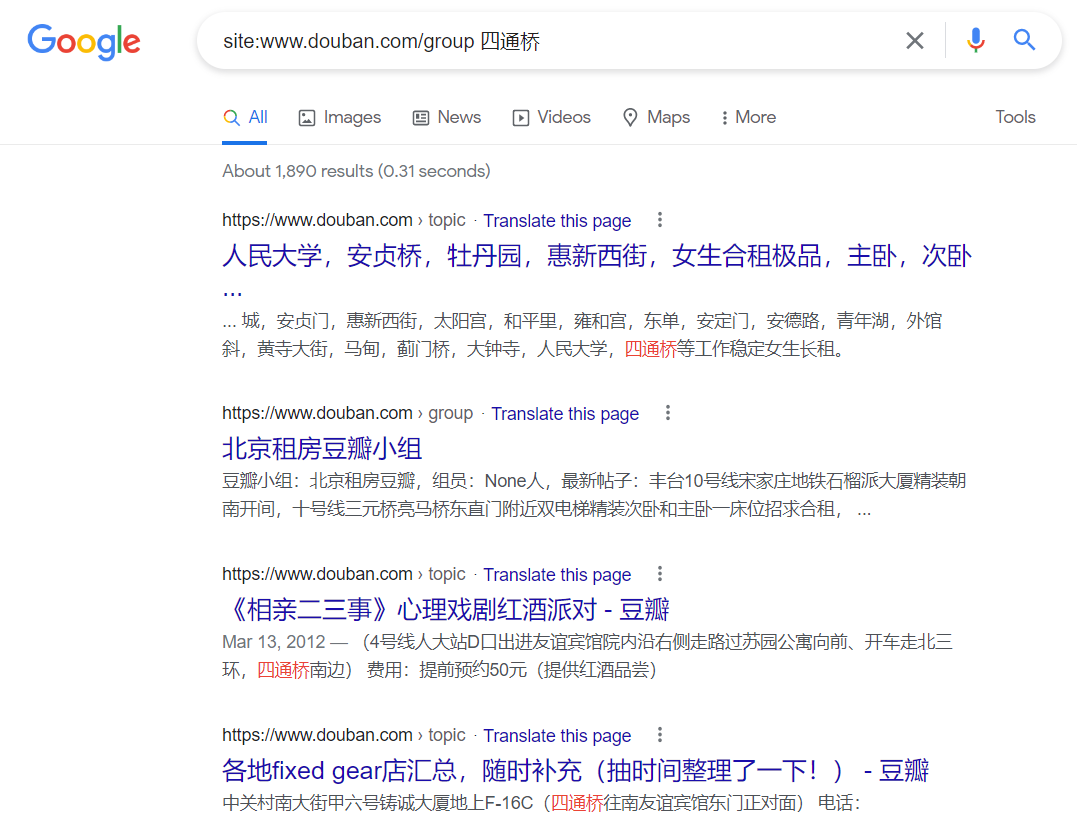 Google
site:www.douban.com/group 四通桥
All
Images
News
Videos
Maps
More
Tools
About 1,890 results (0.31 seconds)
https://www.douban.com › topic · Translate this page
人民大学，安贞桥，牡丹园，惠新西街，女生合租极品，主卧，次卧
...
... 城，安贞门，惠新西街，太阳宫，和平里，雍和宫，东单，安定门，安德路，青年湖，外馆
斜，黄寺大街，马甸，蓟门桥，大钟寺，人民大学，四通桥等工作稳定女生长租。
https://www.douban.com › group · Translate this page
北京租房豆瓣小组
豆瓣小组：北京租房豆瓣，组员：None人，最新帖子：丰台10号线宋家庄地铁石榴派大厦精装朝
南开间，十号线三元桥亮马桥东直门附近双电梯精装次卧和主卧一床位招求合租， ...
https://www.douban.com › topic · Translate this page
《相亲二三事》心理戏剧红酒派对 - 豆瓣
Mar 13, 2012 — （4号线人大站D口出进友谊宾馆院内沿右侧走路过苏园公寓向前、开车走北三
环，四通桥南边） 费用：提前预约50元（提供红酒品尝）
https://www.douban.com › topic · Translate this page
各地fixed gear店汇总，随时补充（抽时间整理了一下！） - 豆瓣
中关村南大街甲六号铸诚大厦地上F-16C（四通桥往南友谊宾馆东门正对面） 电话：